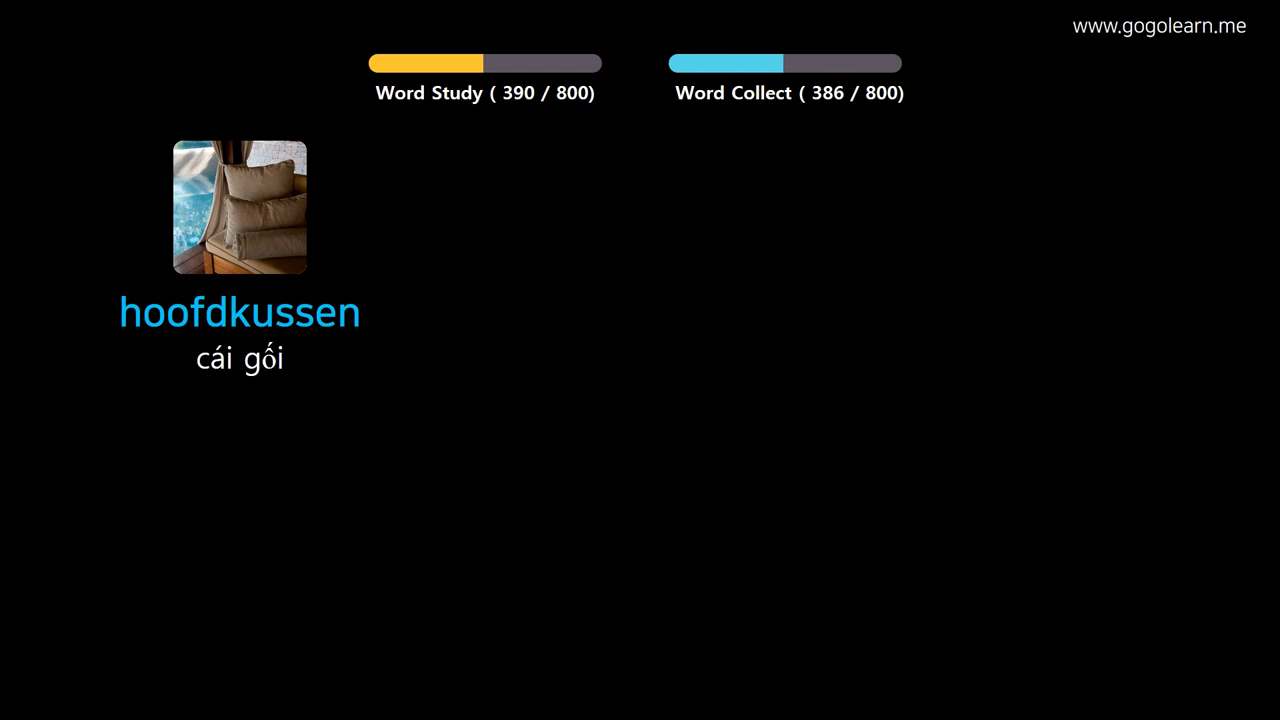 www.gogolearn.me
Word Study ( 390 / 800)
Word Collect ( 386 / 800)
hoofdkussen
cái gối